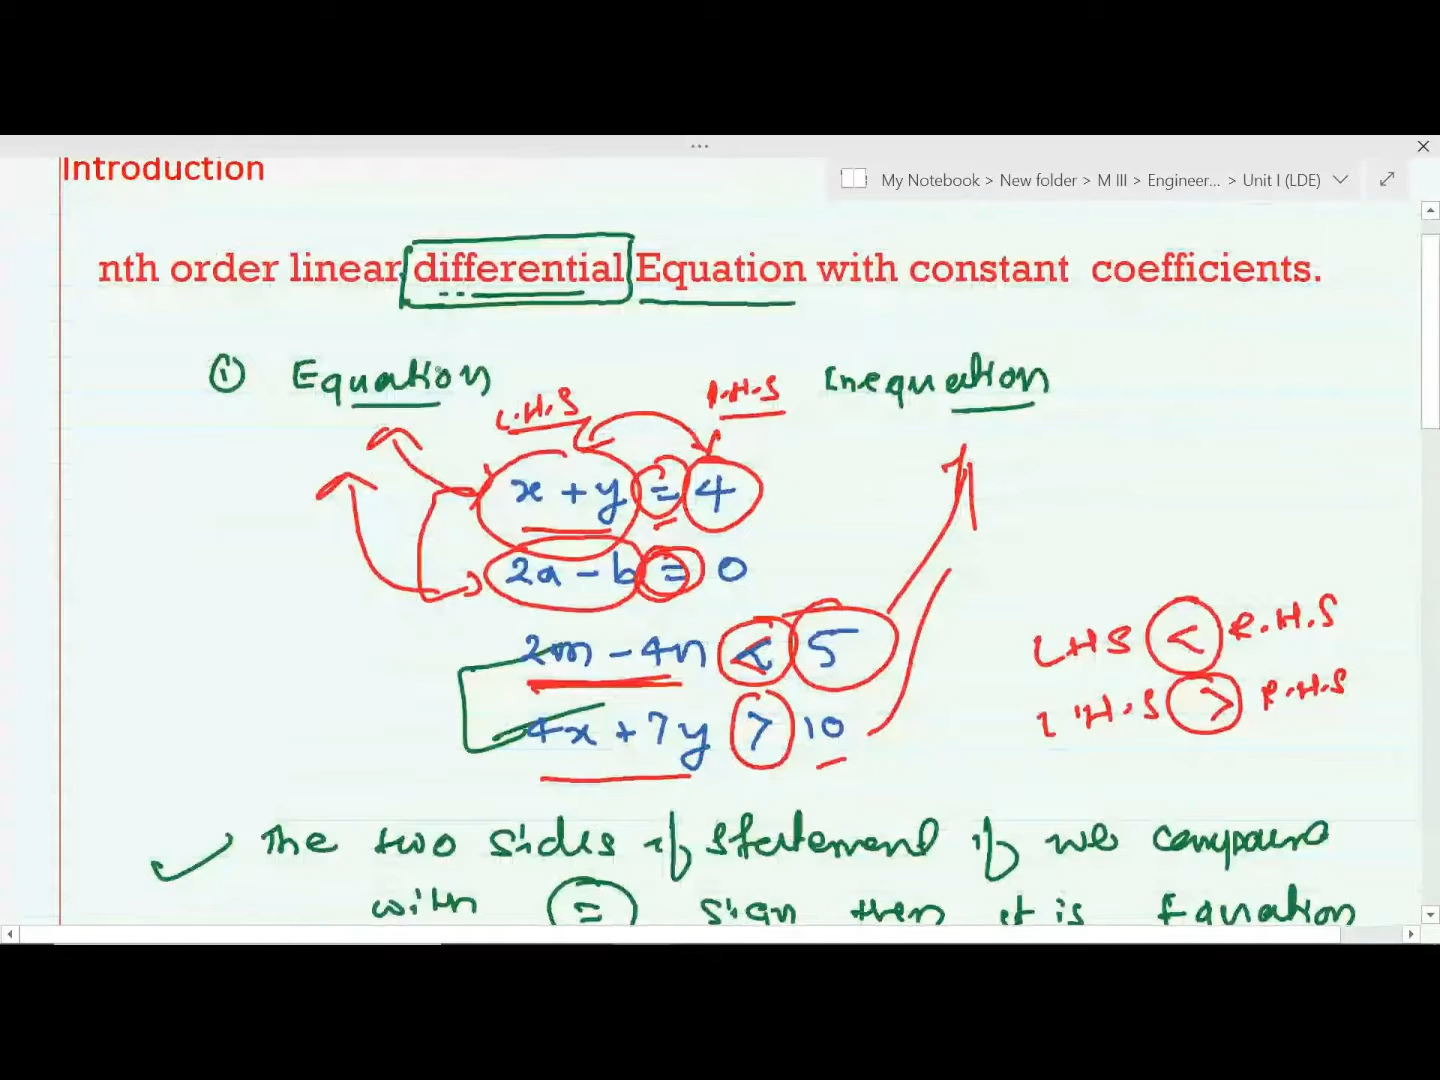 Introduction
My Notebook > New folder > M III > Engineer... > Unit I (LDE)
nth order linear differential Equation with constant coefficients.
① Equation Inequation
L.H.S R.H.S
x + y = 4
2a - b = 0
2m - 4n < 5
LHS < R.H.S
4x + 7y > 10
L.H.S > R.H.S
The two sides of statement if we
with = sign then it is Equation